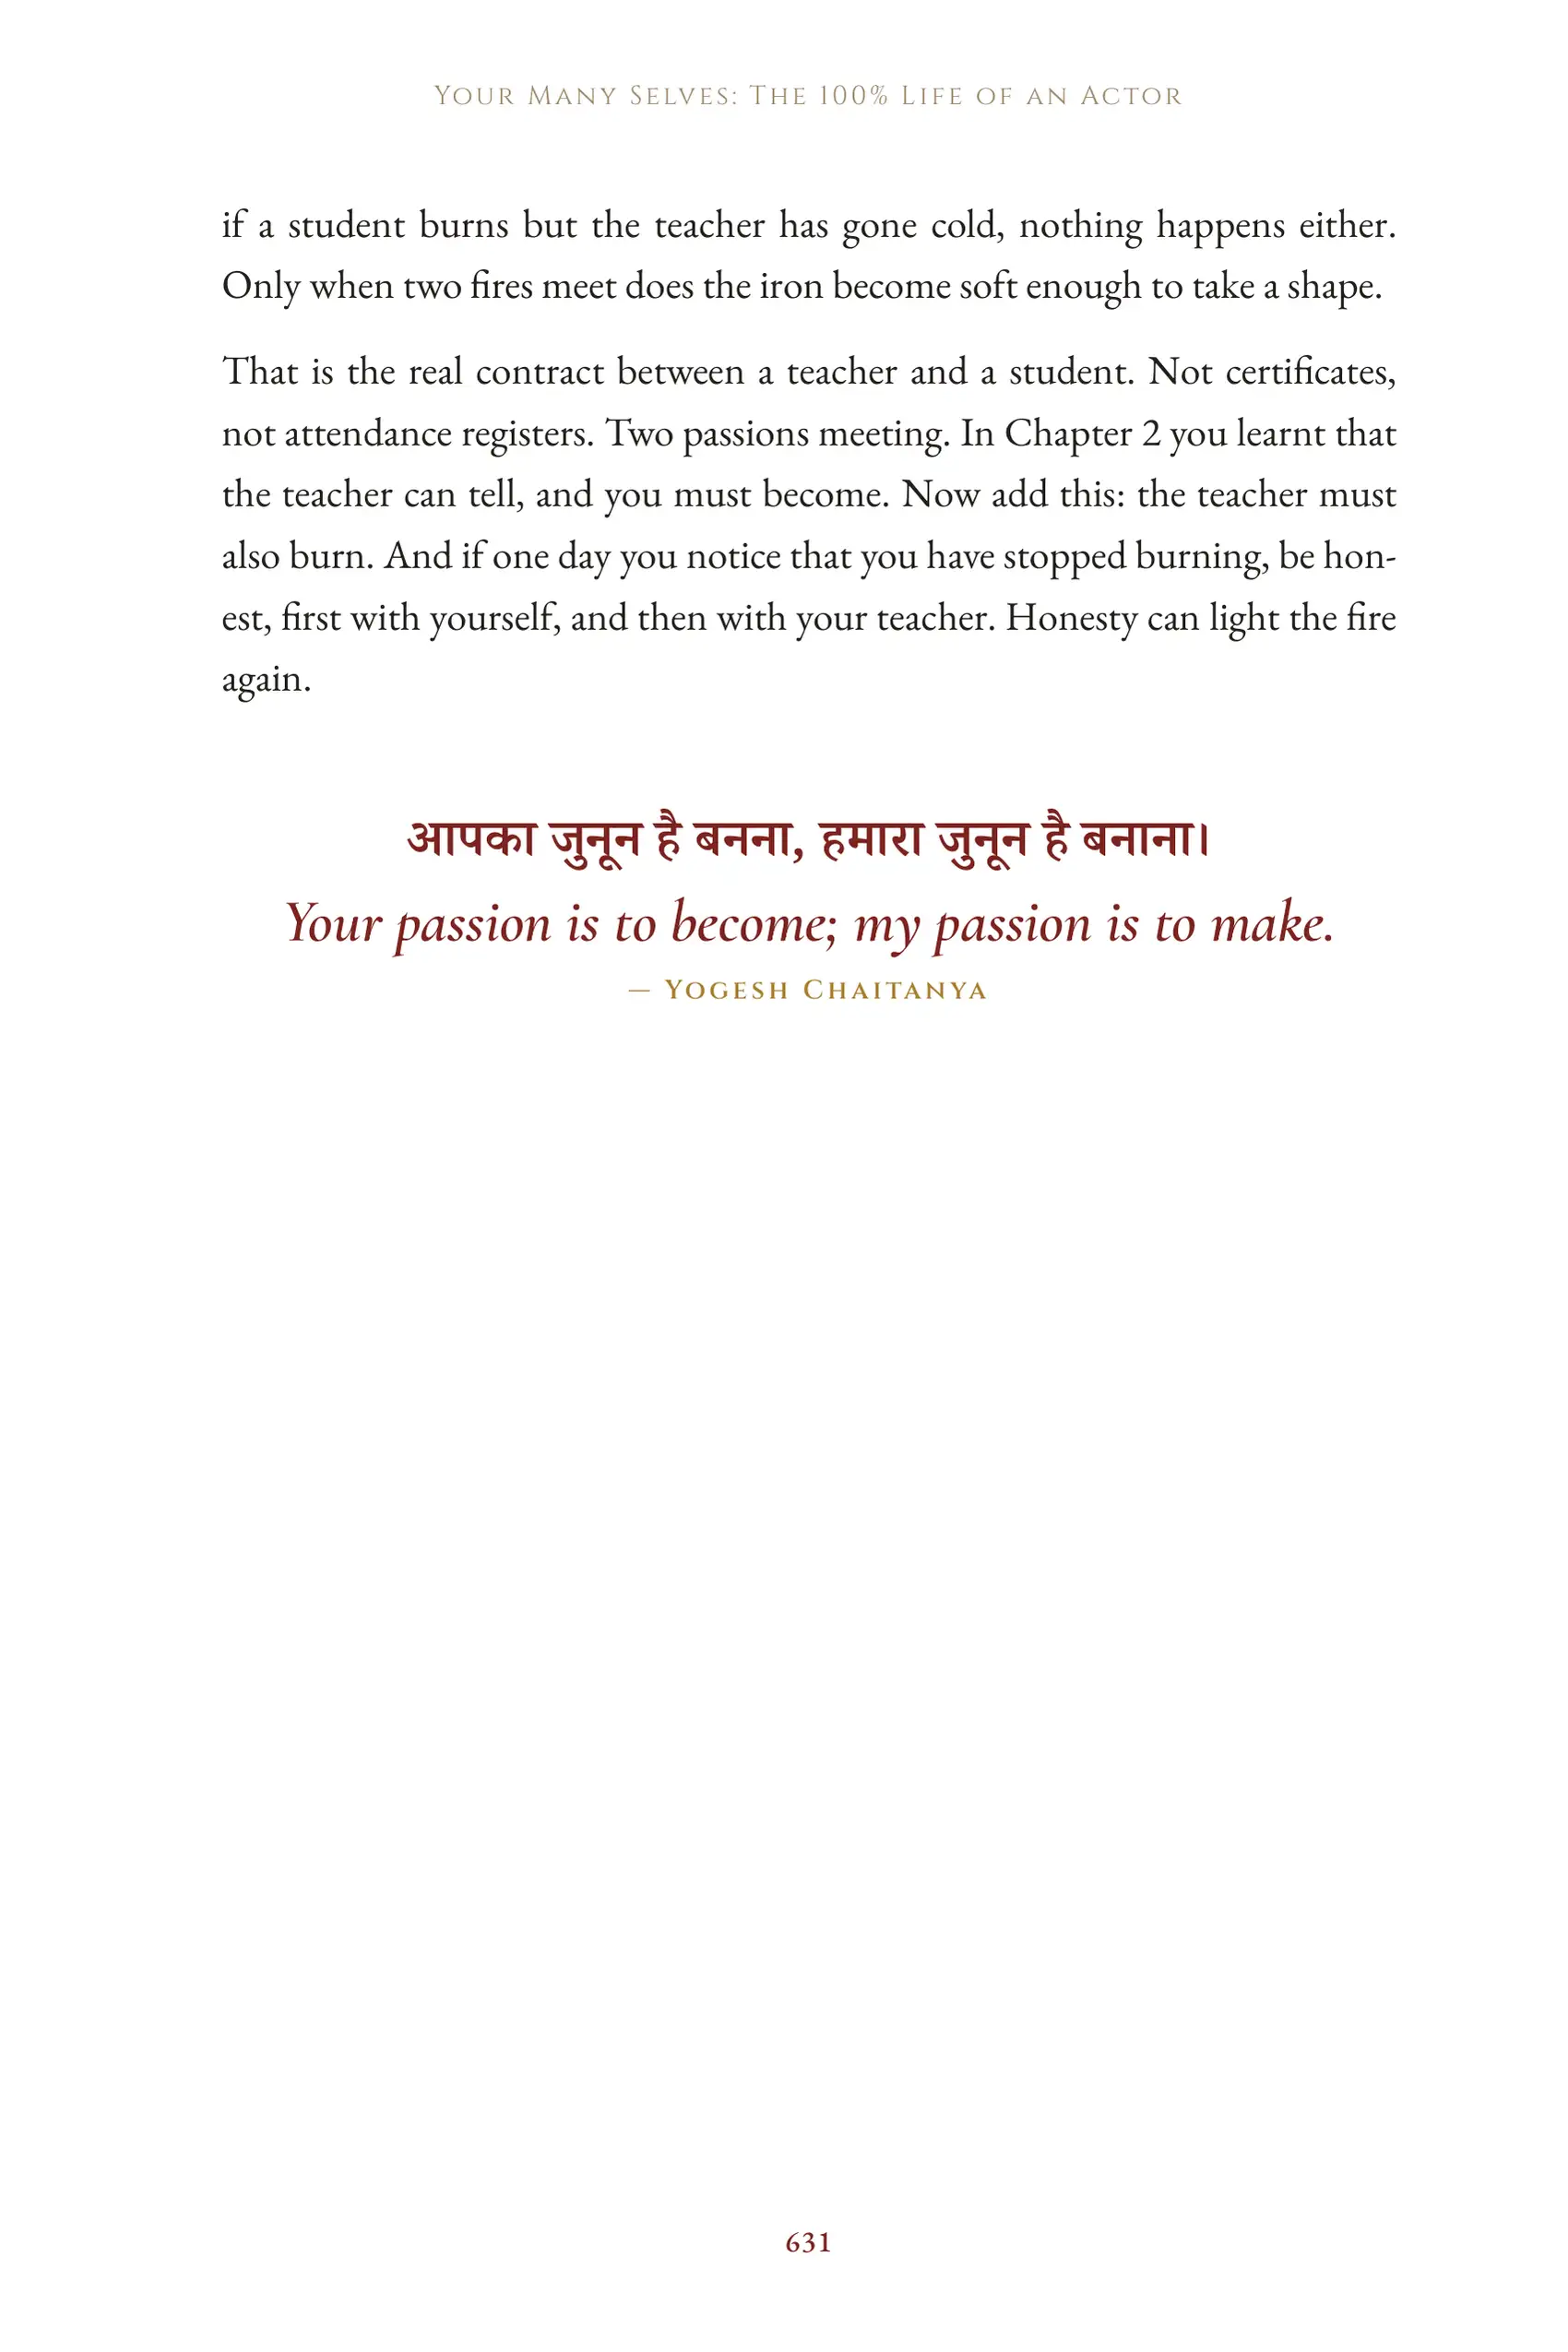 Your Many Selves: The 100% Life of an Actor
if a student burns but the teacher has gone cold, nothing happens either.
Only when two fires meet does the iron become soft enough to take a shape.
That is the real contract between a teacher and a student. Not certificates,
not attendance registers. Two passions meeting. In Chapter 2 you learnt that
the teacher can tell, and you must become. Now add this: the teacher must
also burn. And if one day you notice that you have stopped burning, be hon-
est, first with yourself, and then with your teacher. Honesty can light the fire
again.
आपका जुनून है बनना, हमारा जुनून है बनाना।
Your passion is to become; my passion is to make.
— Yogesh Chaitanya
631